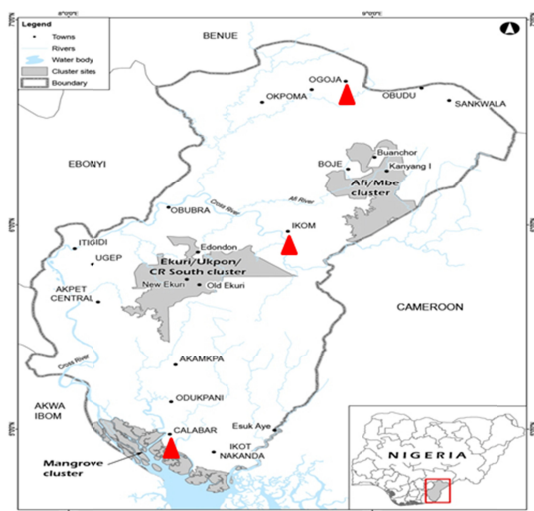 Legend
Towns
Rivers
Water body
Cluster sites
Boundary
BENUE
OGOJA
OKPOMA
OBUDU
SANKWALA
EBONYI
Buanchor
BOJE
Kanyang I
Afi/Mbe
cluster
Afi River
Cross River
OBUBRA
IKOM
ITIGIDI
UGEP
Edondon
Ekuri/Ukpon/
CR South cluster
New Ekuri
Old Ekuri
AKPET
CENTRAL
CAMEROON
Cross River
AKAMKPA
ODUKPANI
AKWA
IBOM
CALABAR
Esuk Aye
IKOT
NAKANDA
Mangrove
cluster
NIGERIA